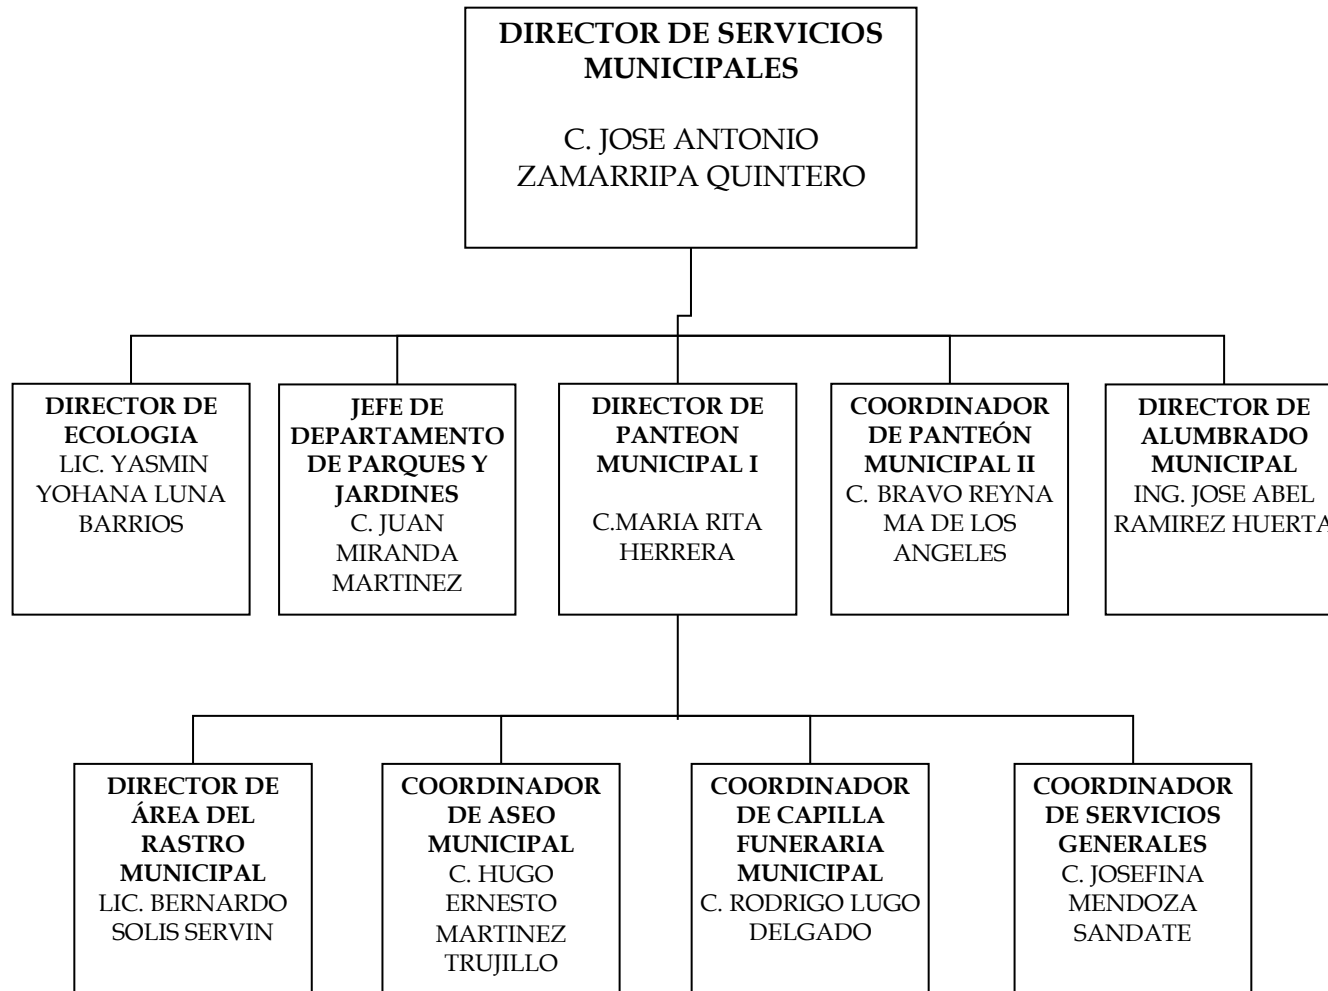 DIRECTOR DE SERVICIOS
MUNICIPALES
C. JOSE ANTONIO
ZAMARRIPA QUINTERO
DIRECTOR DE
ECOLOGIA
LIC. YASMIN
YOHANA LUNA
BARRIOS
JEFE DE
DEPARTAMENTO
DE PARQUES Y
JARDINES
C. JUAN
MIRANDA
MARTINEZ
DIRECTOR DE
PANTEON
MUNICIPAL I
C.MARIA RITA
HERRERA
COORDINADOR
DE PANTEÓN
MUNICIPAL II
C. BRAVO REYNA
MA DE LOS
ANGELES
DIRECTOR DE
ALUMBRADO
MUNICIPAL
ING. JOSE ABEL
RAMIREZ HUERTA
DIRECTOR DE
ÁREA DEL
RASTRO
MUNICIPAL
LIC. BERNARDO
SOLIS SERVIN
COORDINADOR
DE ASEO
MUNICIPAL
C. HUGO
ERNESTO
MARTINEZ
TRUJILLO
COORDINADOR
DE CAPILLA
FUNERARIA
MUNICIPAL
C. RODRIGO LUGO
DELGADO
COORDINADOR
DE SERVICIOS
GENERALES
C. JOSEFINA
MENDOZA
SANDATE